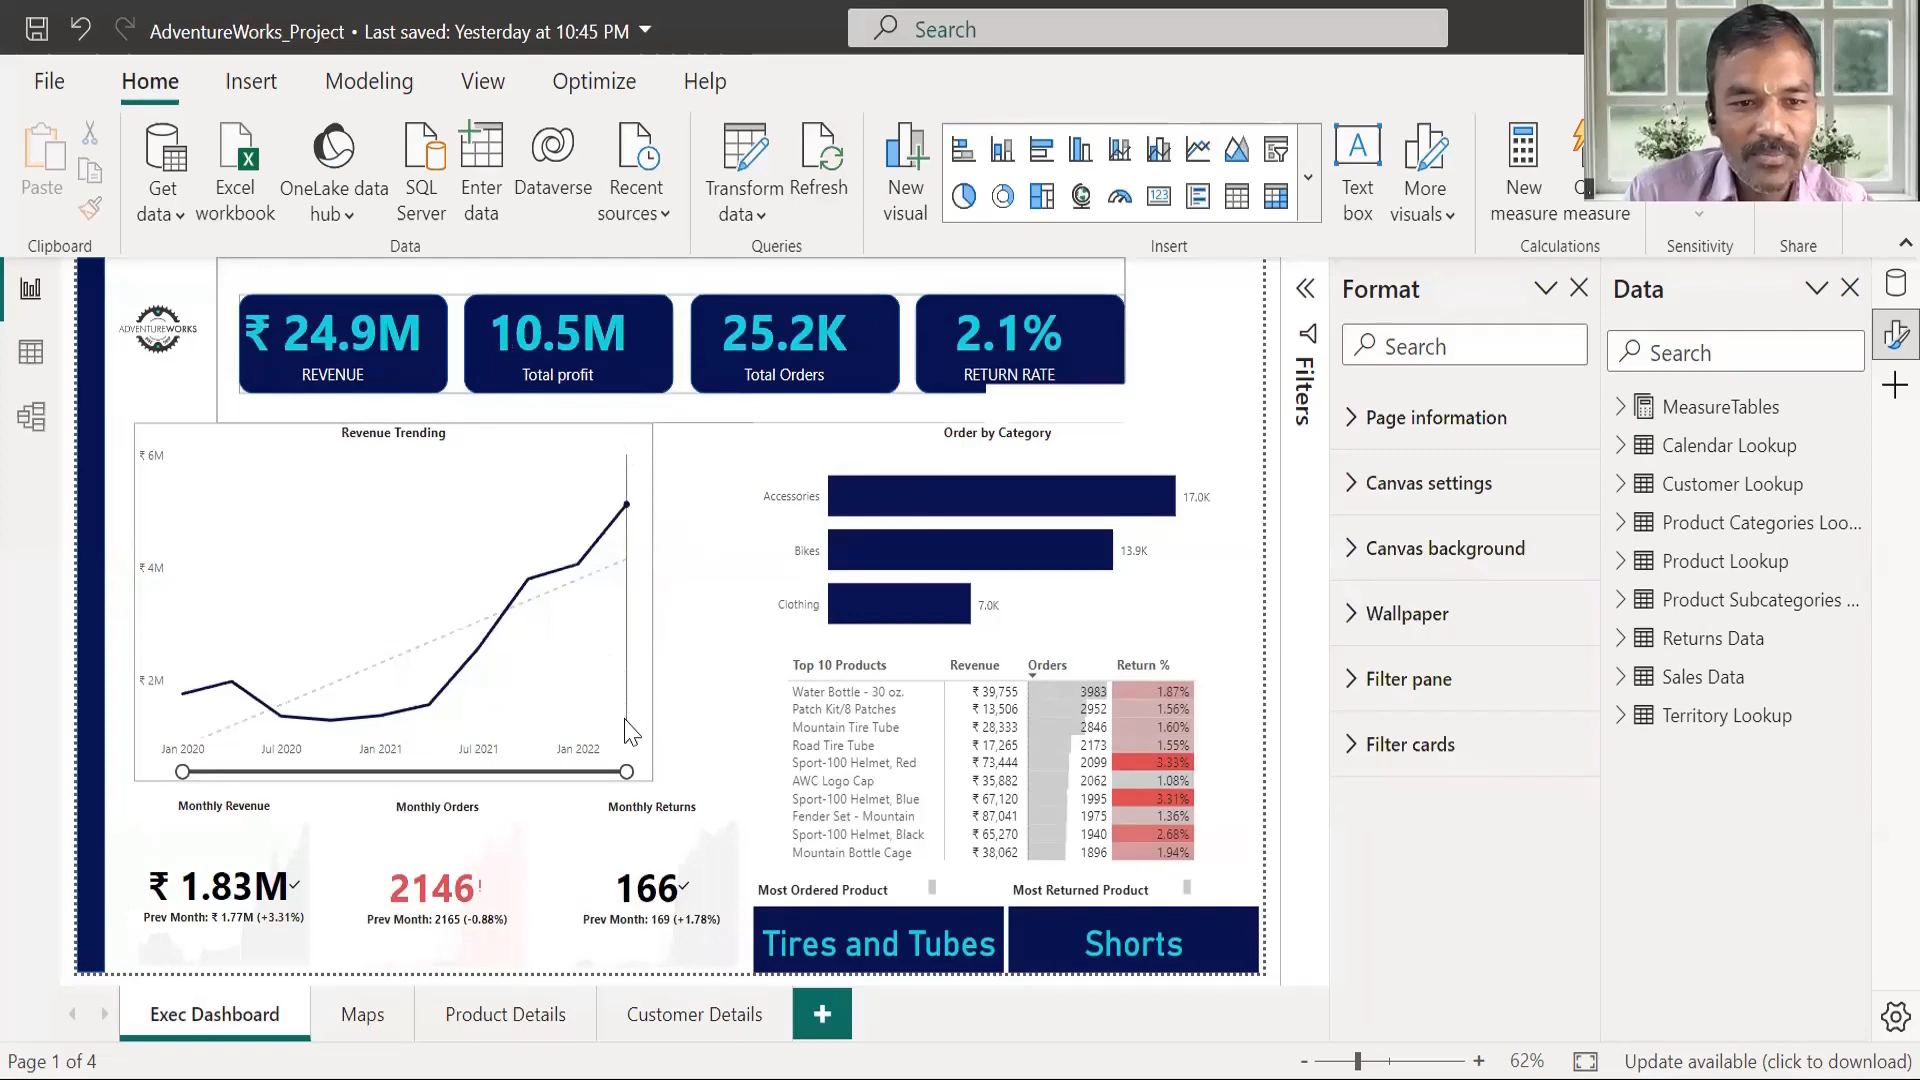 AdventureWorks_Project • Last saved: Yesterday at 10:45 PM
Search
File
Home
Insert
Modeling
View
Optimize
Help
Paste
Get data
Excel workbook
OneLake data hub
SQL Server
Enter data
Dataverse
Recent sources
Transform data
Refresh
New visual
Text box
More visuals
New measure
measure
Clipboard
Data
Queries
Insert
Calculations
Sensitivity
Share
ADVENTUREWORKS
₹ 24.9M
REVENUE
10.5M
Total profit
25.2K
Total Orders
2.1%
RETURN RATE
Revenue Trending
₹ 6M
₹ 4M
₹ 2M
Jan 2020
Jul 2020
Jan 2021
Jul 2021
Jan 2022
Order by Category
Accessories 17.0K
Bikes 13.9K
Clothing 7.0K
Top 10 Products Revenue Orders Return %
Water Bottle - 30 oz. ₹ 39,755 3983 1.87%
Patch Kit/8 Patches ₹ 13,506 2952 1.56%
Mountain Tire Tube ₹ 28,333 2846 1.60%
Road Tire Tube ₹ 17,265 2173 1.55%
Sport-100 Helmet, Red ₹ 73,444 2099 3.33%
AWC Logo Cap ₹ 35,882 2062 1.08%
Sport-100 Helmet, Blue ₹ 67,120 1995 3.31%
Fender Set - Mountain ₹ 87,041 1975 1.36%
Sport-100 Helmet, Black ₹ 65,270 1940 2.68%
Mountain Bottle Cage ₹ 38,062 1896 1.94%
Monthly Revenue
₹ 1.83M
Prev Month: ₹ 1.77M (+3.31%)
Monthly Orders
2146!
Prev Month: 2165 (-0.88%)
Monthly Returns
166
Prev Month: 169 (+1.78%)
Most Ordered Product
Tires and Tubes
Most Returned Product
Shorts
Filters
Format
Search
Page information
Canvas settings
Canvas background
Wallpaper
Filter pane
Filter cards
Data
Search
MeasureTables
Calendar Lookup
Customer Lookup
Product Categories Loo...
Product Lookup
Product Subcategories ...
Returns Data
Sales Data
Territory Lookup
Exec Dashboard
Maps
Product Details
Customer Details
Page 1 of 4
62%
Update available (click to download)